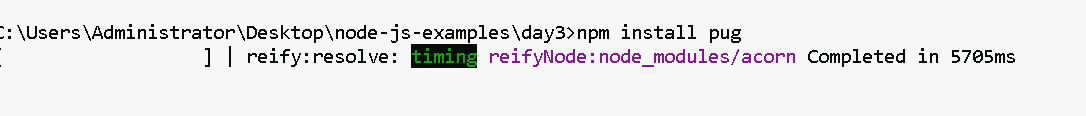 C:\Users\Administrator\Desktop\node-js-examples\day3>npm install pug
[                  ] | reify:resolve: timing reifyNode:node_modules/acorn Completed in 5705ms